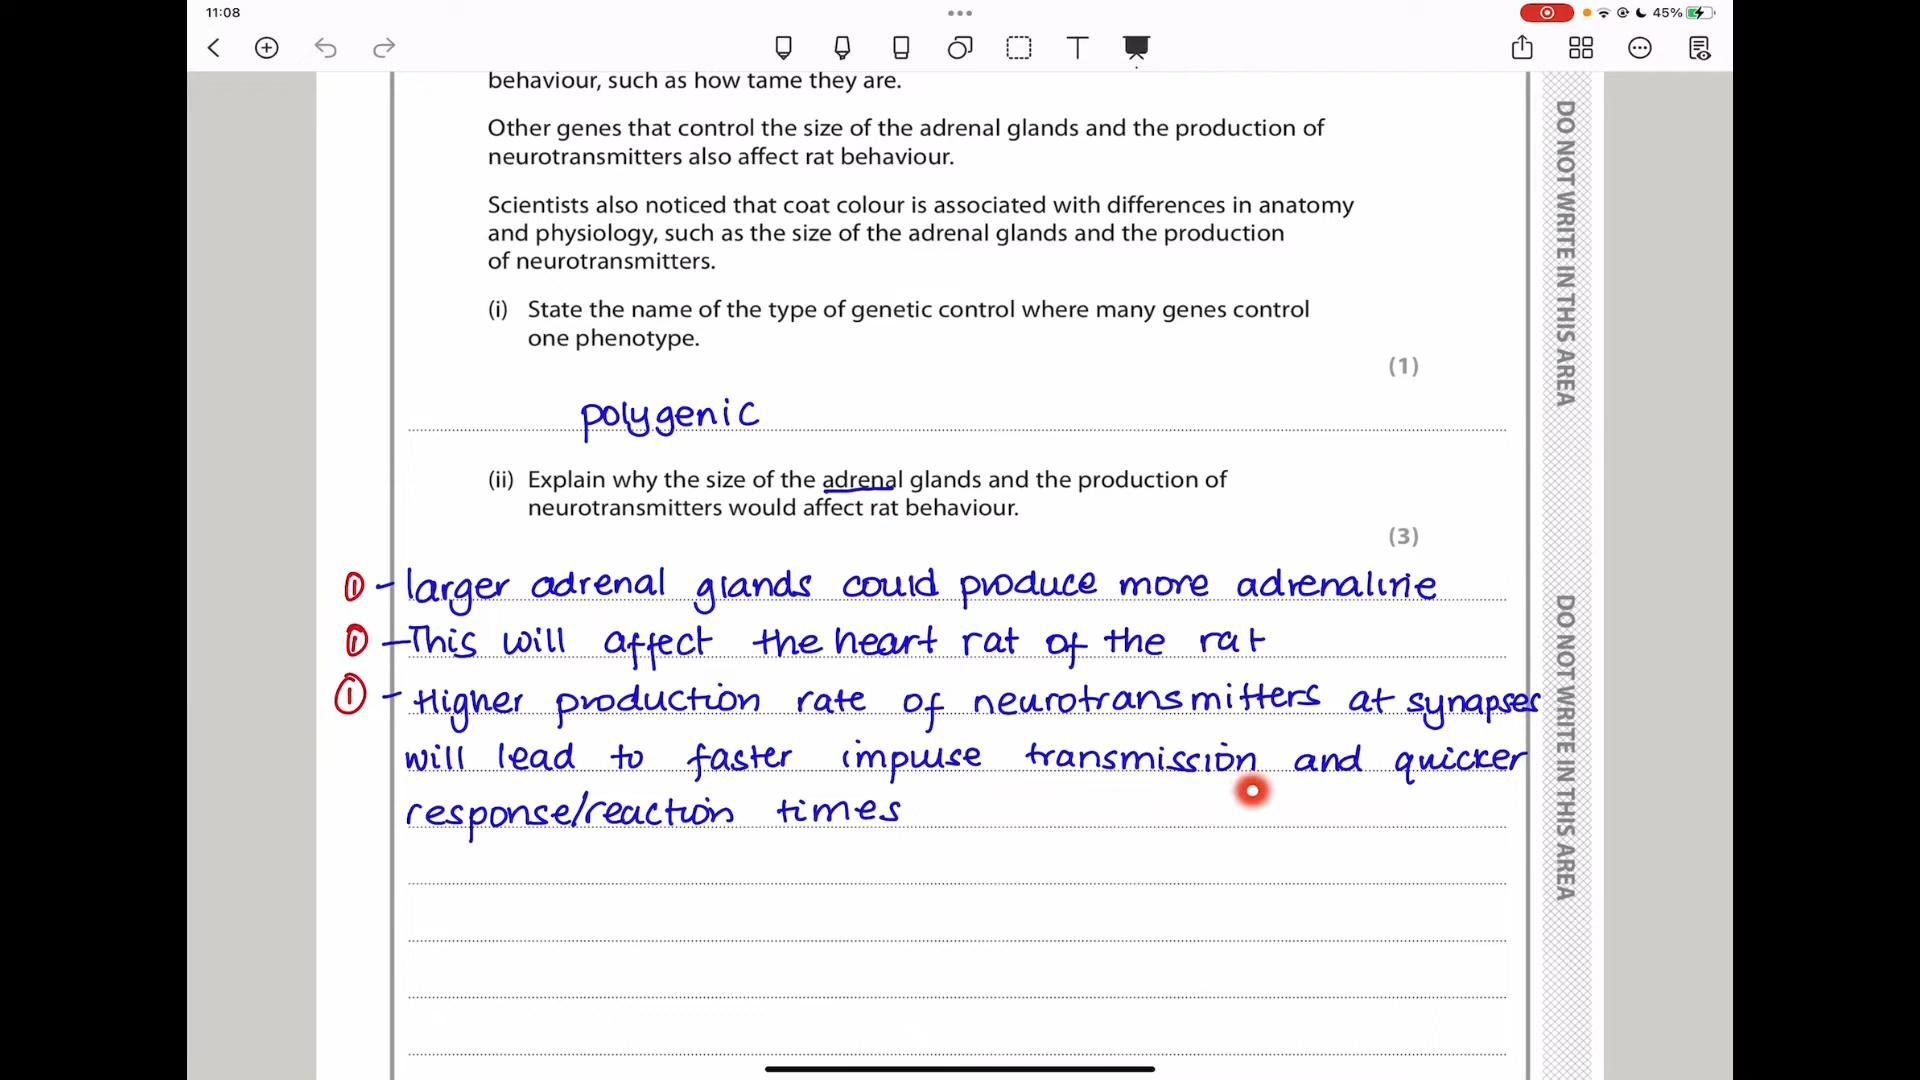 11:08
45%
behaviour, such as how tame they are.
Other genes that control the size of the adrenal glands and the production of
neurotransmitters also affect rat behaviour.
Scientists also noticed that coat colour is associated with differences in anatomy
and physiology, such as the size of the adrenal glands and the production
of neurotransmitters.
(i) State the name of the type of genetic control where many genes control
one phenotype.
(1)
polygenic
(ii) Explain why the size of the adrenal glands and the production of
neurotransmitters would affect rat behaviour.
(3)
① - larger adrenal glands could produce more adrenaline
① - This will affect the heart rat of the rat
① - Higher production rate of neurotransmitters at synapses
will lead to faster impulse transmission and quicker
response/reaction times
DO NOT WRITE IN THIS AREA
DO NOT WRITE IN THIS AREA